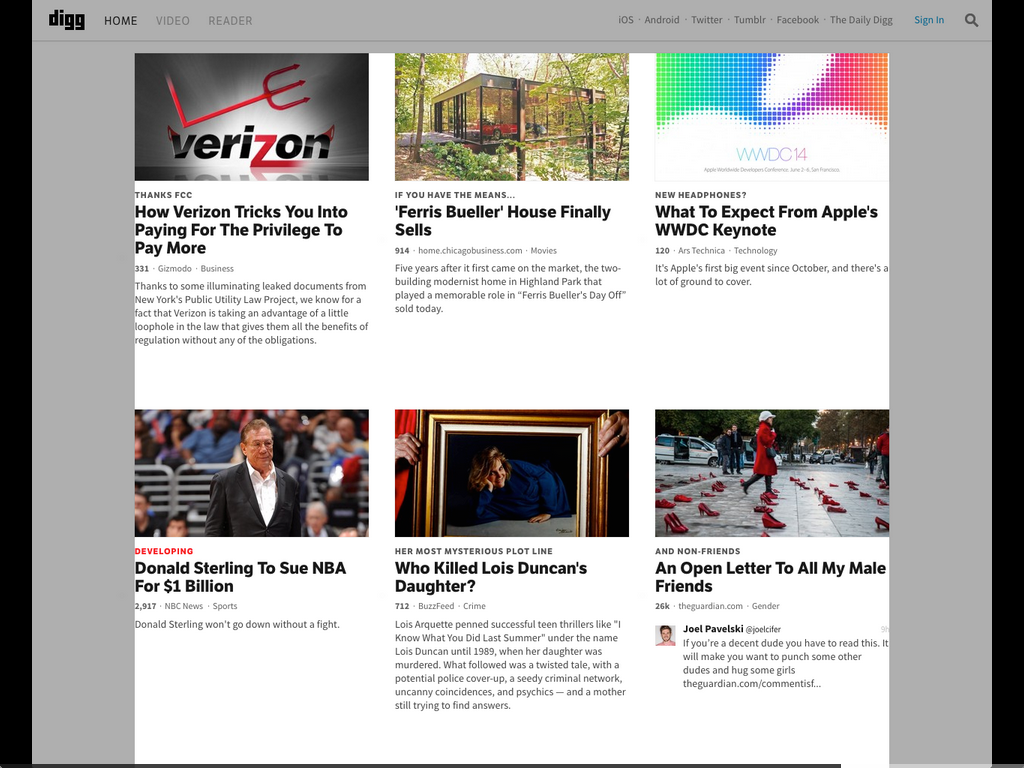 digg HOME VIDEO READER iOS · Android · Twitter · Tumblr · Facebook · The Daily Digg Sign In
verizon
WWDC14
Apple Worldwide Developers Conference. June 2–6, San Francisco.
THANKS FCC
How Verizon Tricks You Into
Paying For The Privilege To
Pay More
331 · Gizmodo · Business
Thanks to some illuminating leaked documents from
New York's Public Utility Law Project, we know for a
fact that Verizon is taking an advantage of a little
loophole in the law that gives them all the benefits of
regulation without any of the obligations.
IF YOU HAVE THE MEANS...
'Ferris Bueller' House Finally
Sells
914 · home.chicagobusiness.com · Movies
Five years after it first came on the market, the two-
building modernist home in Highland Park that
played a memorable role in “Ferris Bueller's Day Off”
sold today.
NEW HEADPHONES?
What To Expect From Apple's
WWDC Keynote
120 · Ars Technica · Technology
It's Apple's first big event since October, and there's a
lot of ground to cover.
DEVELOPING
Donald Sterling To Sue NBA
For $1 Billion
2,917 · NBC News · Sports
Donald Sterling won't go down without a fight.
HER MOST MYSTERIOUS PLOT LINE
Who Killed Lois Duncan's
Daughter?
712 · BuzzFeed · Crime
Lois Arquette penned successful teen thrillers like "I
Know What You Did Last Summer" under the name
Lois Duncan until 1989, when her daughter was
murdered. What followed was a twisted tale, with a
potential police cover-up, a seedy criminal network,
uncanny coincidences, and psychics — and a mother
still trying to find answers.
AND NON-FRIENDS
An Open Letter To All My Male
Friends
26k · theguardian.com · Gender
Joel Pavelski @joelcifer 9h
If you're a decent dude you have to read this. It
will make you want to punch some other
dudes and hug some girls
theguardian.com/commentisf...